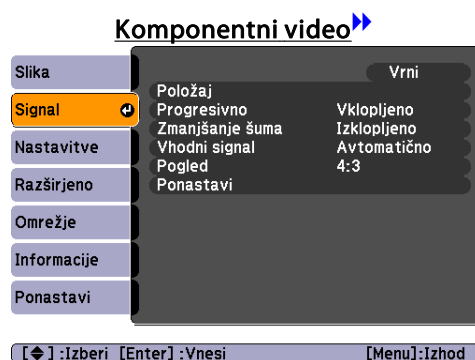 Komponentni video
Slika
Signal
Nastavitve
Razširjeno
Omrežje
Informacije
Ponastavi
Vrni
Položaj
Progresivno Vklopljeno
Zmanjšanje šuma Izklopljeno
Vhodni signal Avtomatično
Pogled 4:3
Ponastavi
[◆] :Izberi [Enter] :Vnesi [Menu]:Izhod